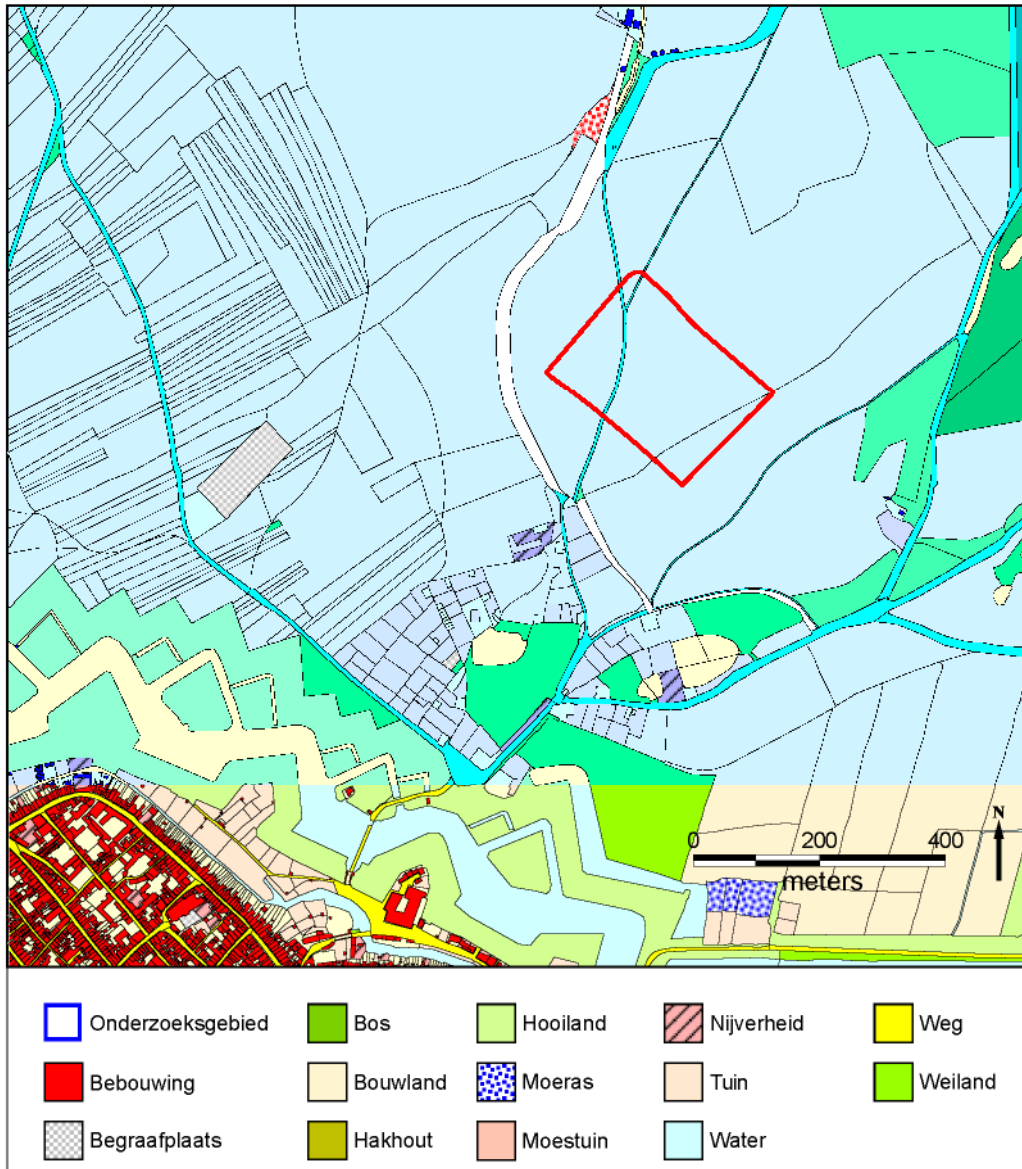 N
0 200 400
meters
Onderzoeksgebied Bos Hooiland Nijverheid Weg
Bebouwing Bouwland Moeras Tuin Weiland
Begraafplaats Hakhout Moestuin Water